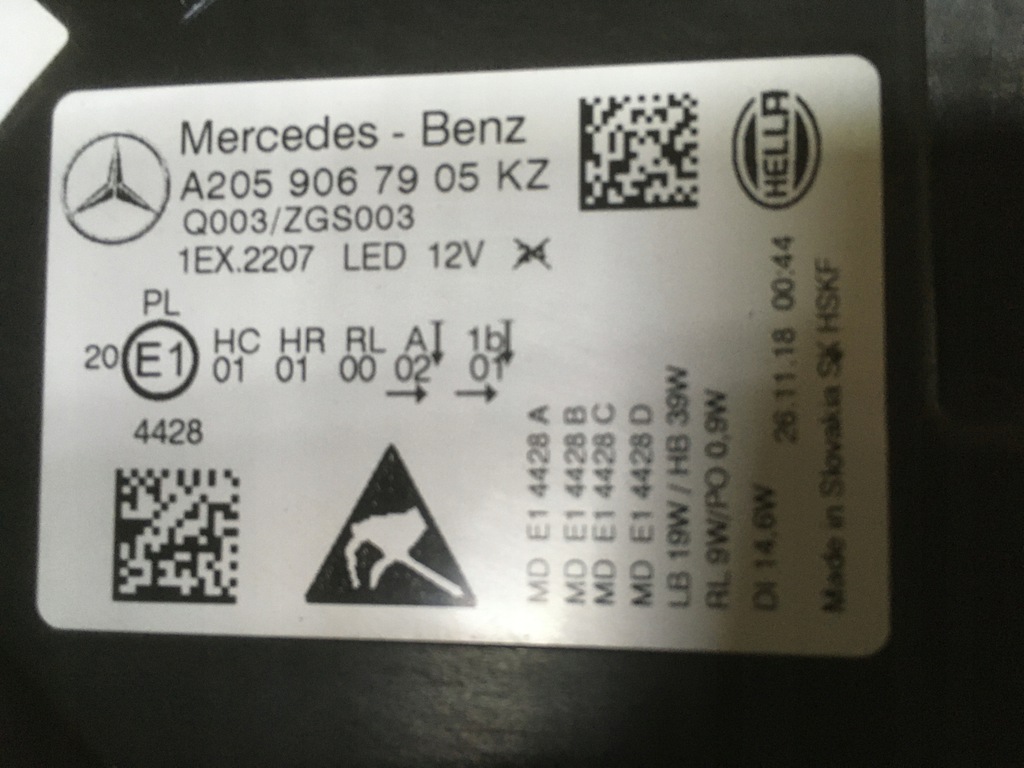 Mercedes - Benz
A205 906 79 05 KZ
Q003/ZGS003
1EX.2207 LED 12V
HELLA
PL
20 E1
4428
HC HR RL A 1b
01 01 00 02 01
MD E1 4428 A
MD E1 4428 B
MD E1 4428 C
MD E1 4428 D
LB 19W / HB 39W
RL 9W/PO 0,9W
DI 14,6W
26.11.18 00:44
Made in Slovakia SK HSKF